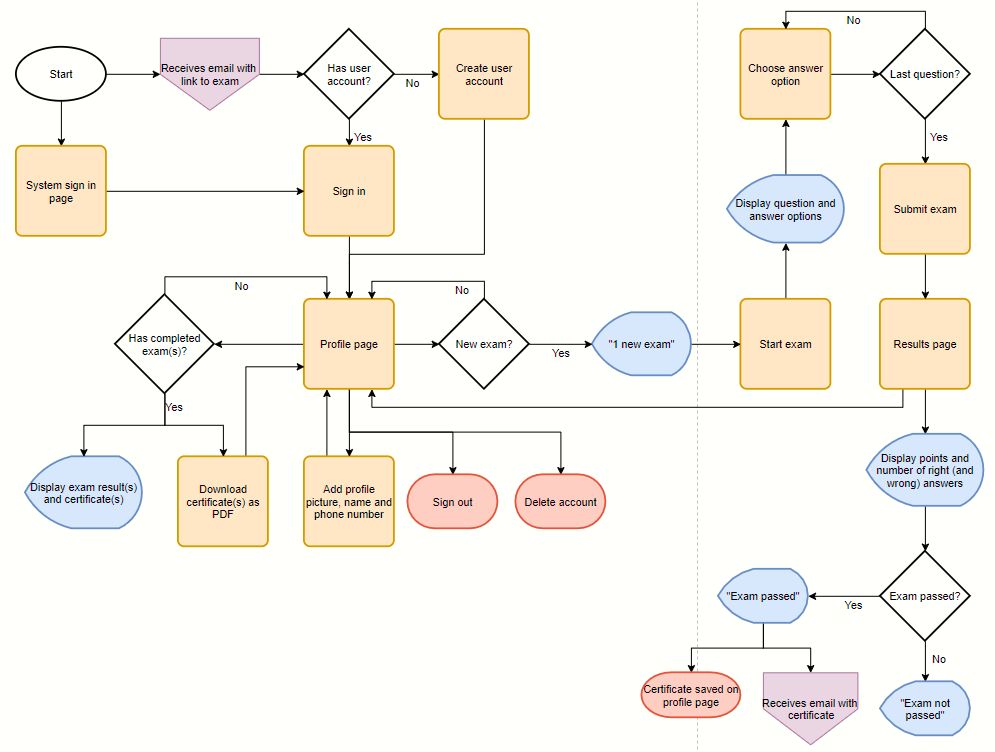 Start
Receives email with
link to exam
Has user
account?
No
Create user
account
Yes
System sign in
page
Sign in
No
Has completed
exam(s)?
Yes
Profile page
No
New exam?
Yes
"1 new exam"
Display exam result(s)
and certificate(s)
Download
certificate(s) as
PDF
Add profile
picture, name and
phone number
Sign out
Delete account
No
Choose answer
option
Last question?
Yes
Display question and
answer options
Submit exam
Start exam
Results page
Display points and
number of right (and
wrong) answers
Exam passed?
Yes
"Exam passed"
No
Certificate saved on
profile page
Receives email with
certificate
"Exam not
passed"